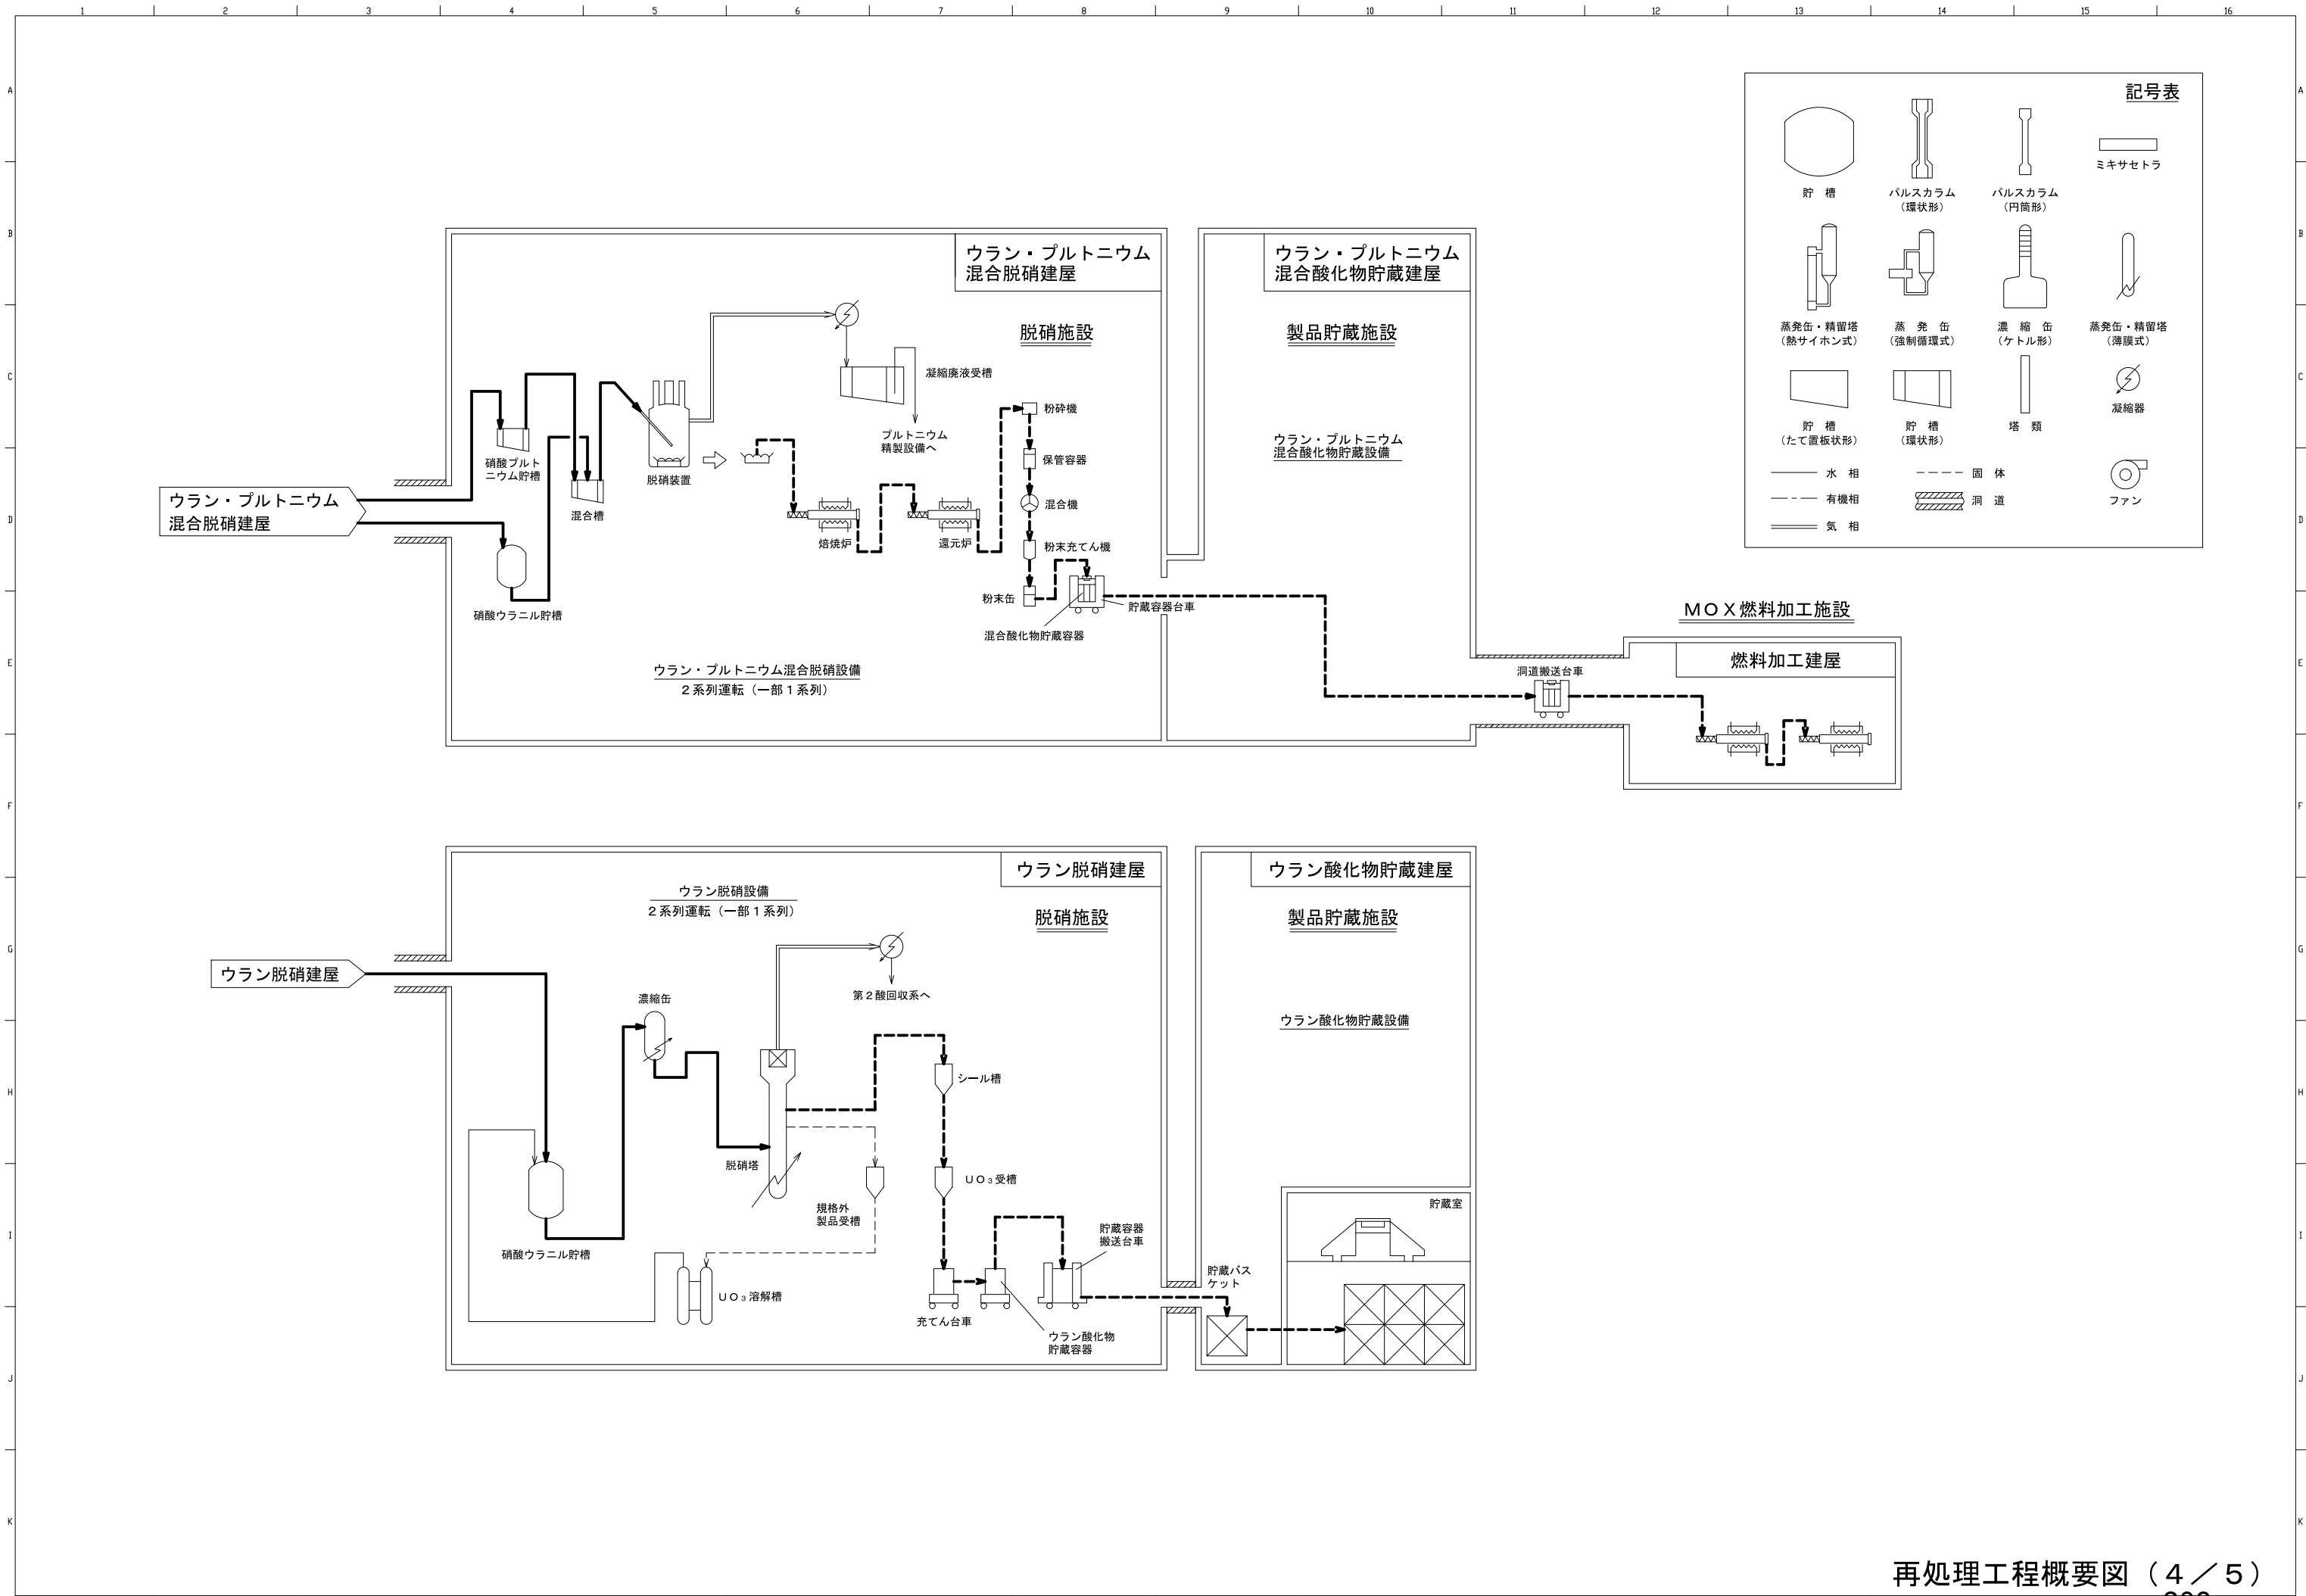 1 2 3 4 5 6 7 8 9 10 11 12 13 14 15 16
A A
B B
C C
D D
E E
F F
G G
H H
I I
J J
K K
記号表
貯　槽
パルスカラム
（環状形）
パルスカラム
（円筒形）
ミキサセトラ
蒸発缶・精留塔
（熱サイホン式）
蒸　発　缶
（強制循環式）
濃　縮　缶
（ケトル形）
蒸発缶・精留塔
（薄膜式）
貯　槽
（たて置板状形）
貯　槽
（環状形）
塔　類
凝縮器
水　相
有機相
気　相
固　体
洞　道
ファン
ウラン・プルトニウム
混合脱硝建屋
ウラン・プルトニウム
混合脱硝建屋
脱硝施設
硝酸プルト
ニウム貯槽
硝酸ウラニル貯槽
混合槽
脱硝装置
凝縮廃液受槽
プルトニウム
精製設備へ
焙焼炉
還元炉
粉砕機
保管容器
混合機
粉末充てん機
粉末缶
貯蔵容器台車
混合酸化物貯蔵容器
ウラン・プルトニウム混合脱硝設備
２系列運転（一部１系列）
ウラン・プルトニウム
混合酸化物貯蔵建屋
製品貯蔵施設
ウラン・プルトニウム
混合酸化物貯蔵設備
洞道搬送台車
ＭＯＸ燃料加工施設
燃料加工建屋
ウラン脱硝建屋
ウラン脱硝建屋
脱硝施設
ウラン脱硝設備
２系列運転（一部１系列）
第２酸回収系へ
濃縮缶
シール槽
脱硝塔
ＵＯ₃受槽
規格外
製品受槽
硝酸ウラニル貯槽
ＵＯ₃溶解槽
充てん台車
ウラン酸化物
貯蔵容器
貯蔵容器
搬送台車
ウラン酸化物貯蔵建屋
製品貯蔵施設
ウラン酸化物貯蔵設備
貯蔵室
貯蔵バス
ケット
再処理工程概要図（４／５）